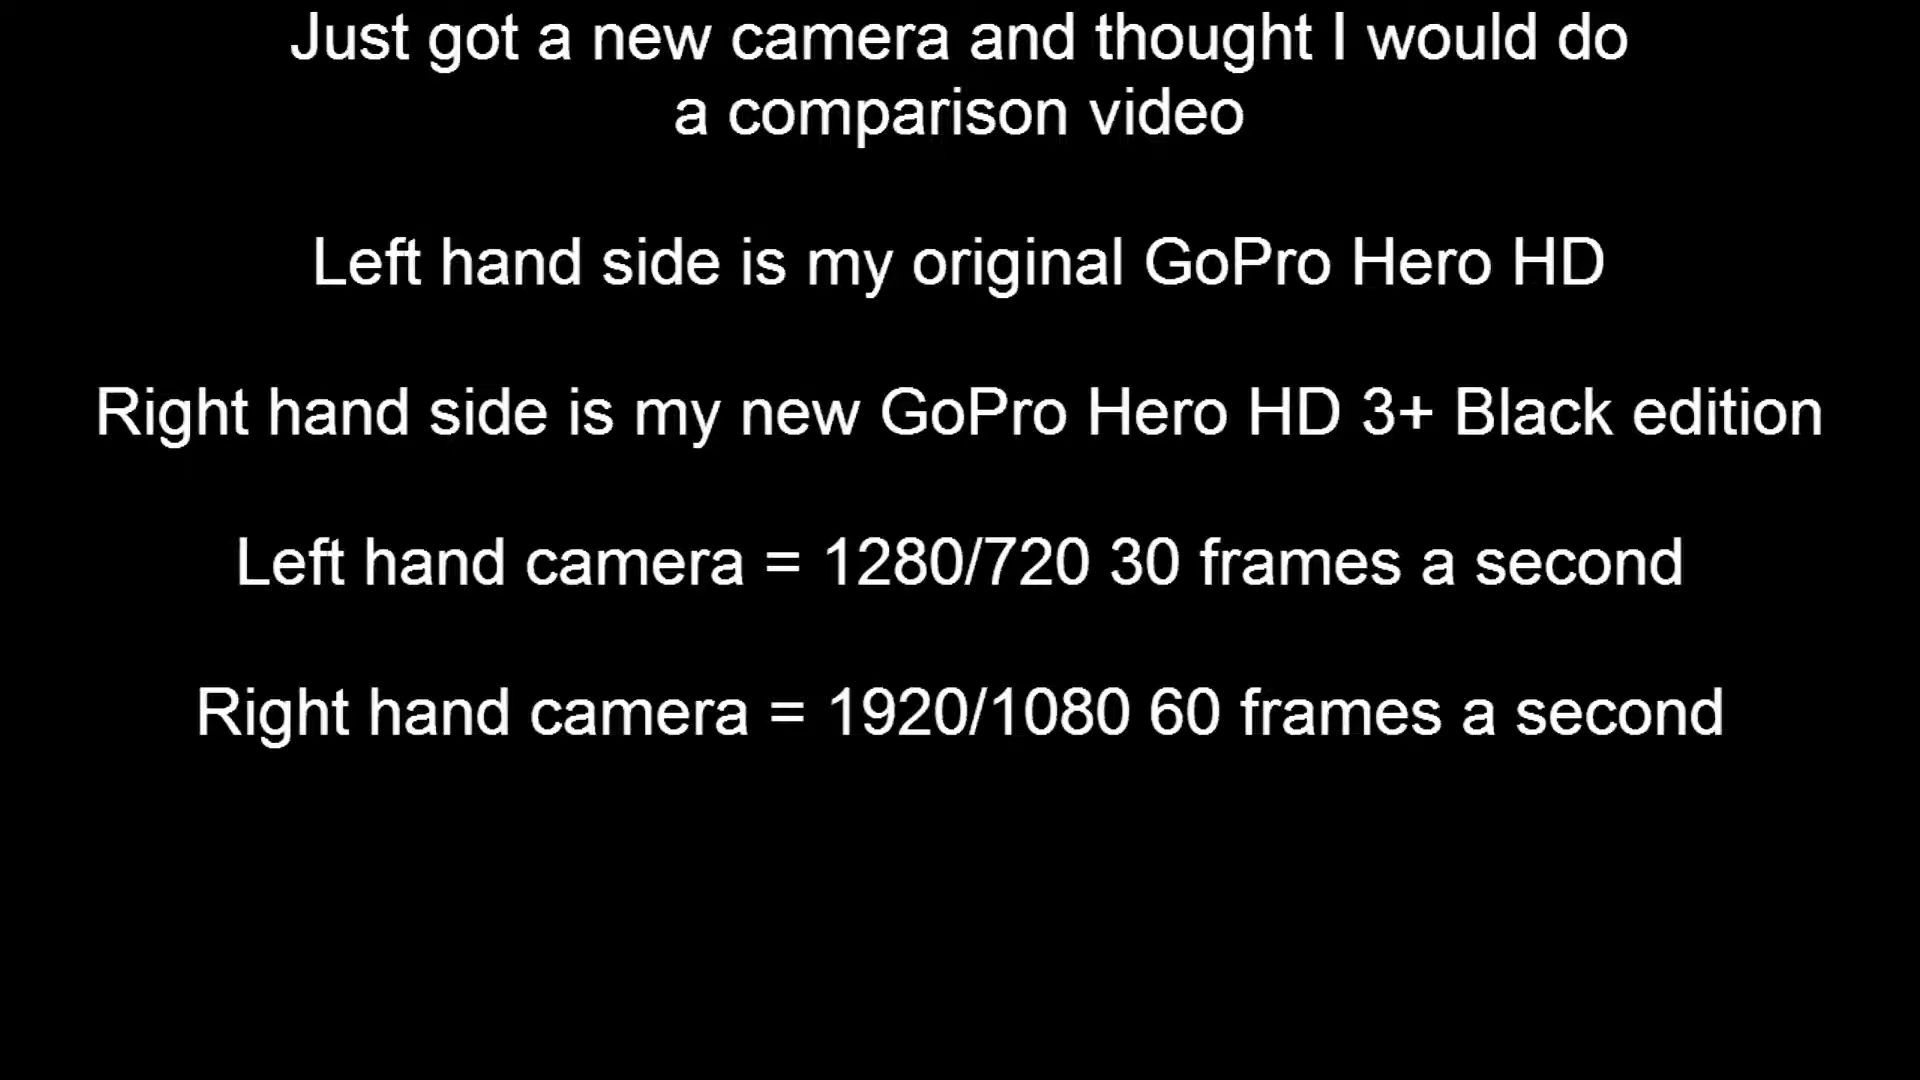 Just got a new camera and thought I would do
a comparison video
Left hand side is my original GoPro Hero HD
Right hand side is my new GoPro Hero HD 3+ Black edition
Left hand camera = 1280/720 30 frames a second
Right hand camera = 1920/1080 60 frames a second